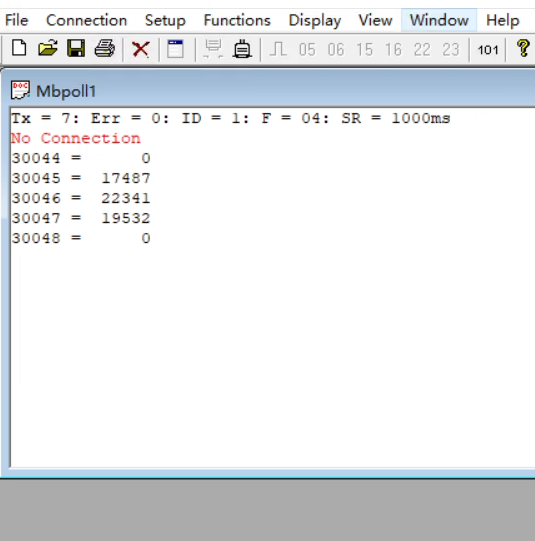 File Connection Setup Functions Display View Window Help
05 06 15 16 22 23 101
Mbpoll1
Tx = 7: Err = 0: ID = 1: F = 04: SR = 1000ms
No Connection
30044 = 0
30045 = 17487
30046 = 22341
30047 = 19532
30048 = 0